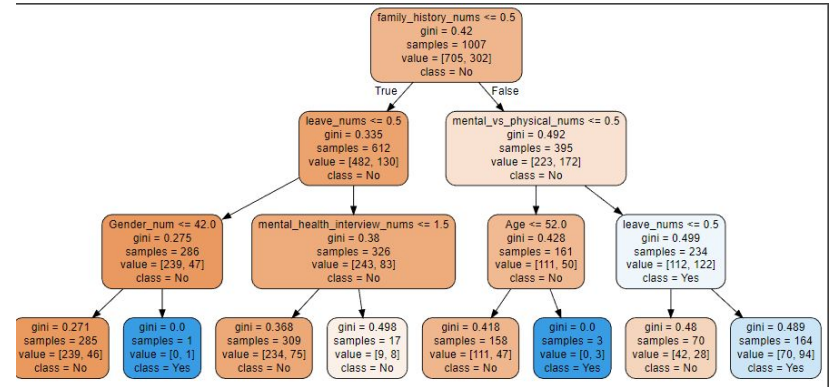 family_history_nums <= 0.5
gini = 0.42
samples = 1007
value = [705, 302]
class = No
True
False
leave_nums <= 0.5
gini = 0.335
samples = 612
value = [482, 130]
class = No
mental_vs_physical_nums <= 0.5
gini = 0.492
samples = 395
value = [223, 172]
class = No
Gender_num <= 42.0
gini = 0.275
samples = 286
value = [239, 47]
class = No
mental_health_interview_nums <= 1.5
gini = 0.38
samples = 326
value = [243, 83]
class = No
Age <= 52.0
gini = 0.428
samples = 161
value = [111, 50]
class = No
leave_nums <= 0.5
gini = 0.499
samples = 234
value = [112, 122]
class = Yes
gini = 0.271
samples = 285
value = [239, 46]
class = No
gini = 0.0
samples = 1
value = [0, 1]
class = Yes
gini = 0.368
samples = 309
value = [234, 75]
class = No
gini = 0.498
samples = 17
value = [9, 8]
class = No
gini = 0.418
samples = 158
value = [111, 47]
class = No
gini = 0.0
samples = 3
value = [0, 3]
class = Yes
gini = 0.48
samples = 70
value = [42, 28]
class = No
gini = 0.489
samples = 164
value = [70, 94]
class = Yes